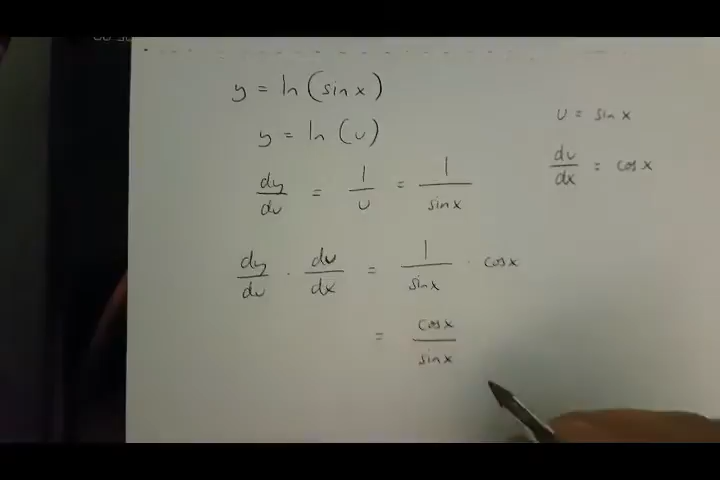 y = ln (sin x)
y = ln (u)
u = sin x
dy/du = 1/u = 1/sin x
du/dx = cos x
dy/du · du/dx = 1/sin x · cos x
= cos x/sin x